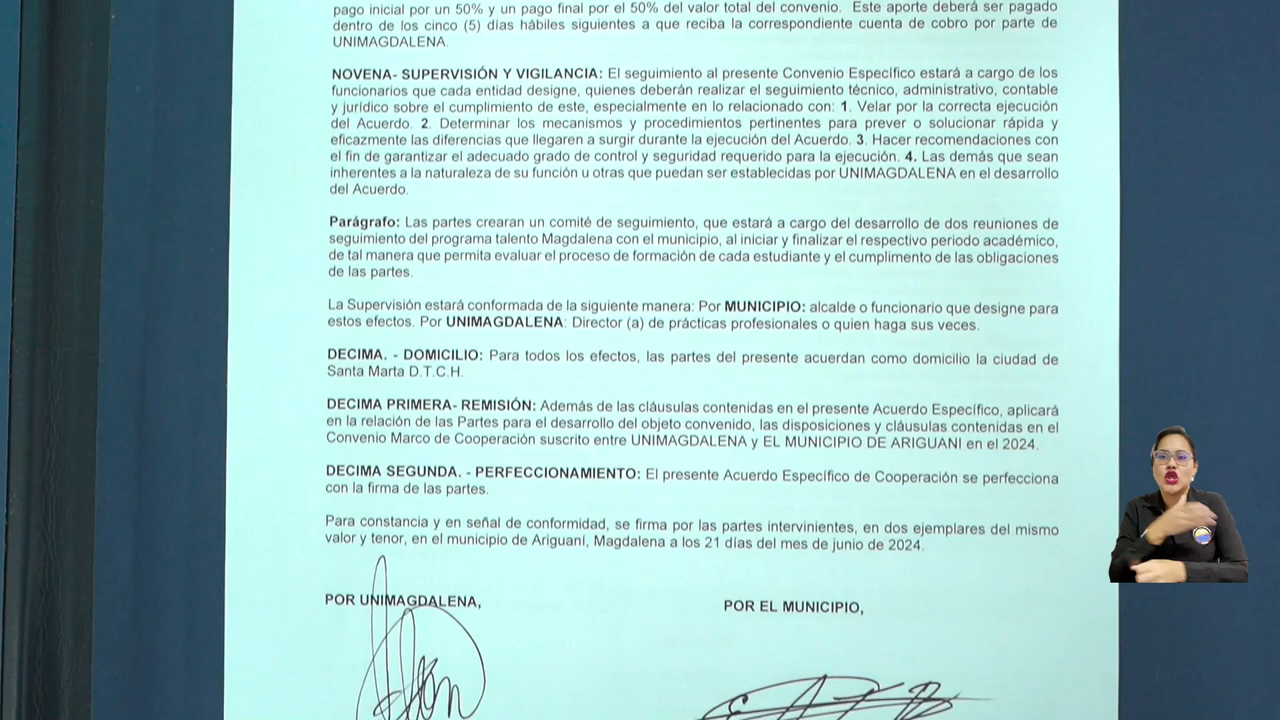 pago inicial por un 50% y un pago final por el 50% del valor total del convenio. Este aporte deberá ser pagado
dentro de los cinco (5) días hábiles siguientes a que reciba la correspondiente cuenta de cobro por parte de
UNIMAGDALENA.
NOVENA- SUPERVISIÓN Y VIGILANCIA: El seguimiento al presente Convenio Específico estará a cargo de los
funcionarios que cada entidad designe, quienes deberán realizar el seguimiento técnico, administrativo, contable
y jurídico sobre el cumplimiento de este, especialmente en lo relacionado con: 1. Velar por la correcta ejecución
del Acuerdo. 2. Determinar los mecanismos y procedimientos pertinentes para prever o solucionar rápida y
eficazmente las diferencias que llegaren a surgir durante la ejecución del Acuerdo. 3. Hacer recomendaciones con
el fin de garantizar el adecuado grado de control y seguridad requerido para la ejecución. 4. Las demás que sean
inherentes a la naturaleza de su función u otras que puedan ser establecidas por UNIMAGDALENA en el desarrollo
del Acuerdo.
Parágrafo: Las partes crearan un comité de seguimiento, que estará a cargo del desarrollo de dos reuniones de
seguimiento del programa talento Magdalena con el municipio, al iniciar y finalizar el respectivo periodo académico,
de tal manera que permita evaluar el proceso de formación de cada estudiante y el cumplimento de las obligaciones
de las partes.
La Supervisión estará conformada de la siguiente manera: Por MUNICIPIO: alcalde o funcionario que designe para
estos efectos. Por UNIMAGDALENA: Director (a) de prácticas profesionales o quien haga sus veces.
DECIMA. - DOMICILIO: Para todos los efectos, las partes del presente acuerdan como domicilio la ciudad de
Santa Marta D.T.C.H.
DECIMA PRIMERA- REMISIÓN: Además de las cláusulas contenidas en el presente Acuerdo Específico, aplicará
en la relación de las Partes para el desarrollo del objeto convenido, las disposiciones y cláusulas contenidas en el
Convenio Marco de Cooperación suscrito entre UNIMAGDALENA y EL MUNICIPIO DE ARIGUANI en el 2024.
DECIMA SEGUNDA. - PERFECCIONAMIENTO: El presente Acuerdo Específico de Cooperación se perfecciona
con la firma de las partes.
Para constancia y en señal de conformidad, se firma por las partes intervinientes, en dos ejemplares del mismo
valor y tenor, en el municipio de Ariguaní, Magdalena a los 21 días del mes de junio de 2024.
POR UNIMAGDALENA,
POR EL MUNICIPIO,